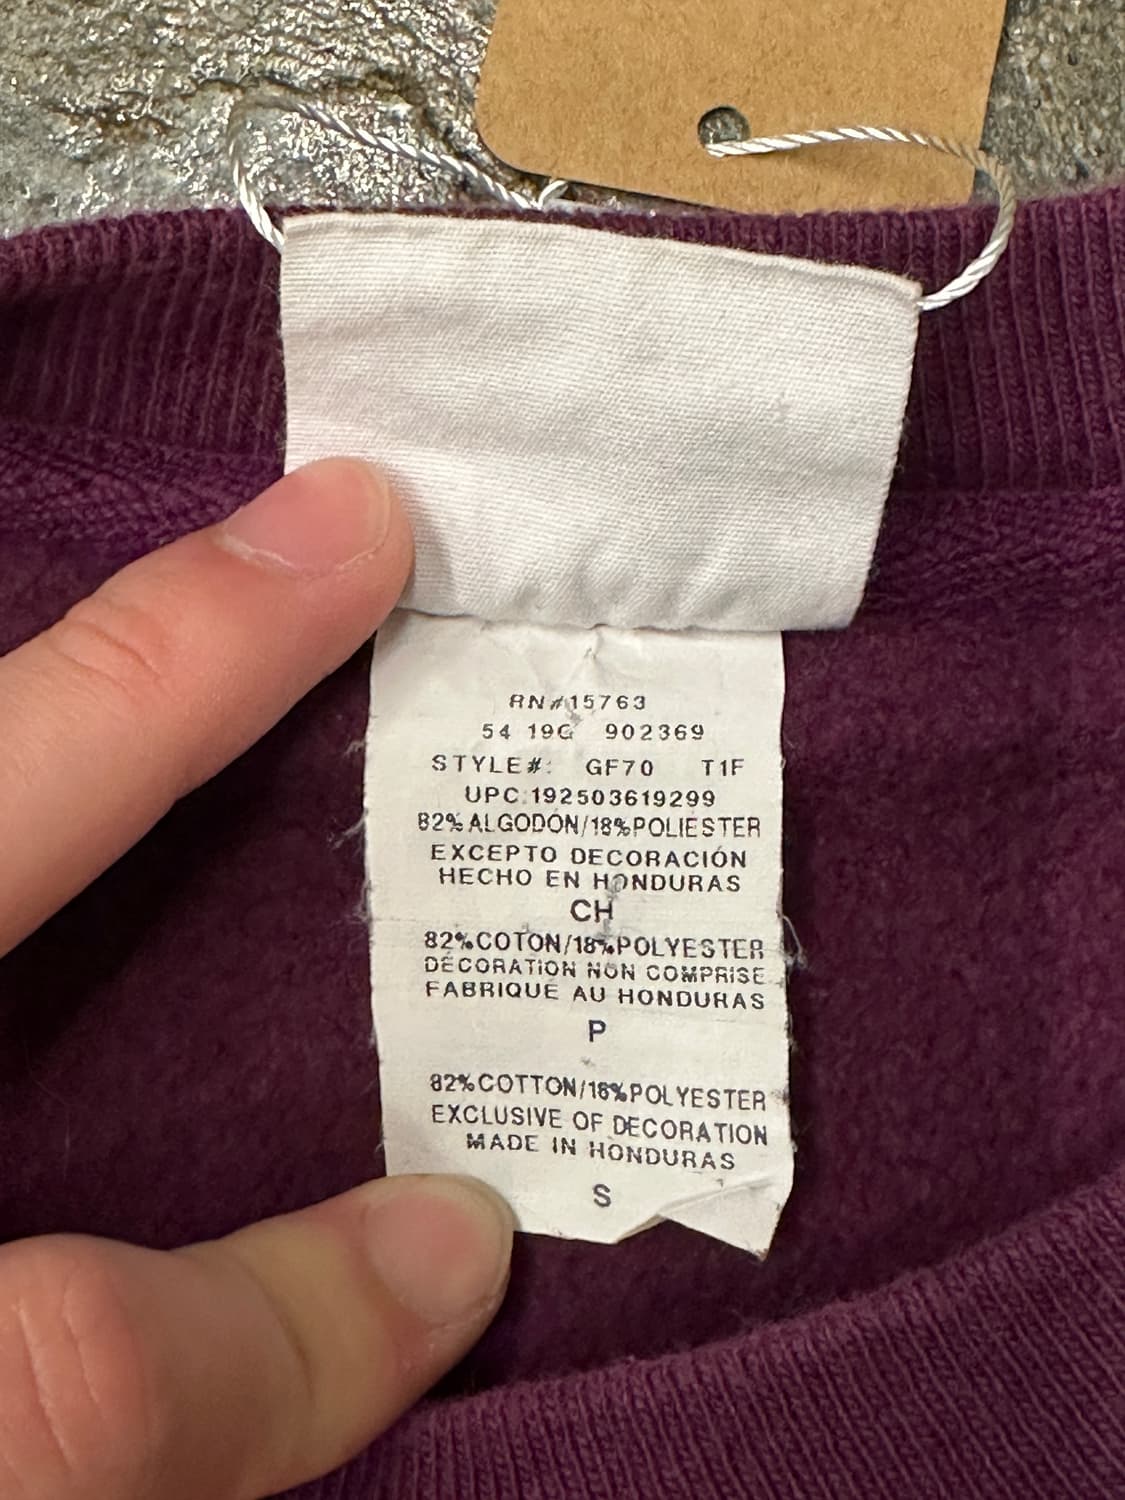 RN#15763
54 19G 902369
STYLE#: GF70 T1F
UPC:192503619299
82%ALGODÓN/18%POLIESTER
EXCEPTO DECORACIÓN
HECHO EN HONDURAS
CH
82%COTON/18%POLYESTER
DÉCORATION NON COMPRISE
FABRIQUÉ AU HONDURAS
P
82%COTTON/18%POLYESTER
EXCLUSIVE OF DECORATION
MADE IN HONDURAS
S